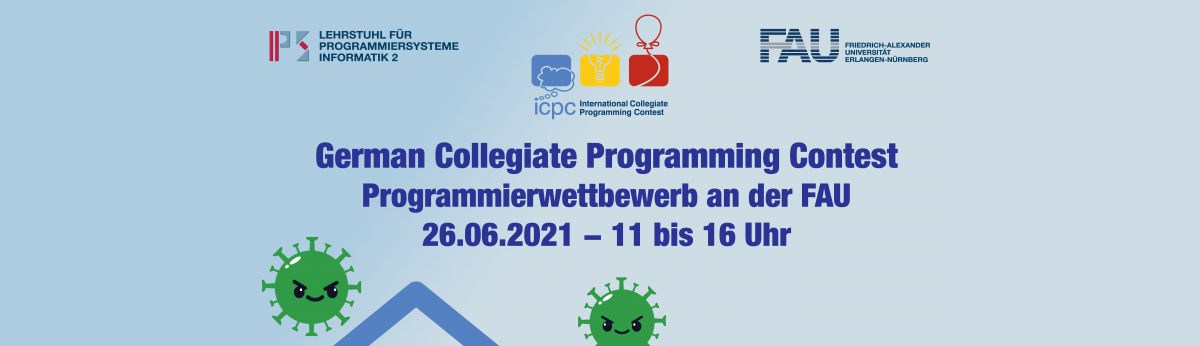 LEHRSTUHL FÜR
PROGRAMMIERSYSTEME
INFORMATIK 2
icpc
International Collegiate
Programming Contest
FAU
FRIEDRICH-ALEXANDER
UNIVERSITÄT
ERLANGEN-NÜRNBERG
German Collegiate Programming Contest
Programmierwettbewerb an der FAU
26.06.2021 – 11 bis 16 Uhr